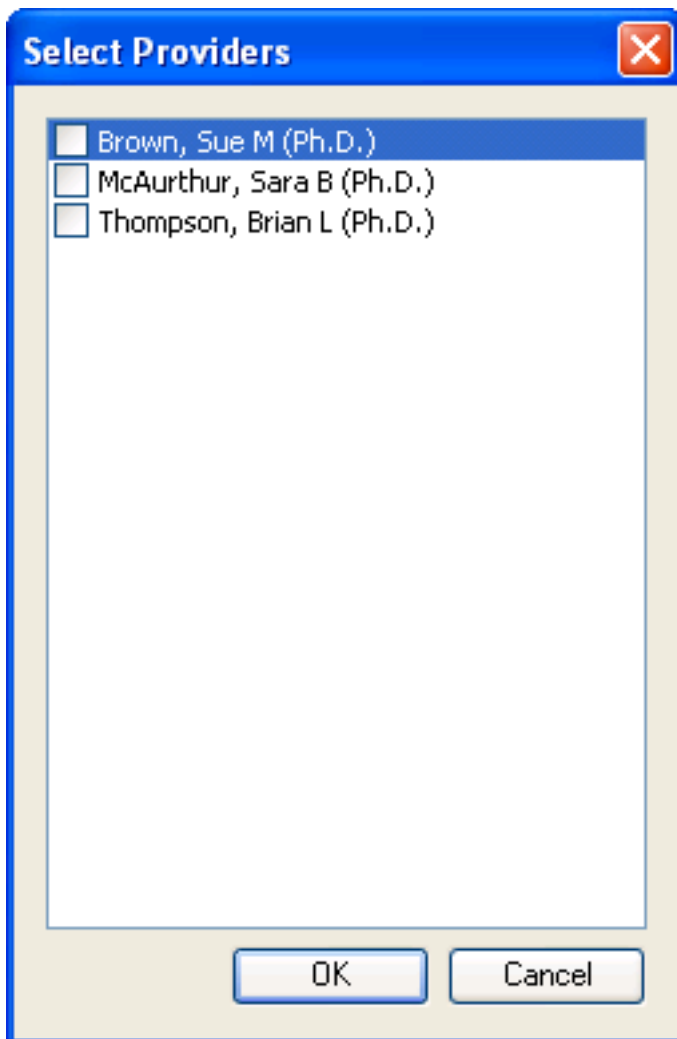 Select Providers
Brown, Sue M (Ph.D.)
McAurthur, Sara B (Ph.D.)
Thompson, Brian L (Ph.D.)
OK Cancel